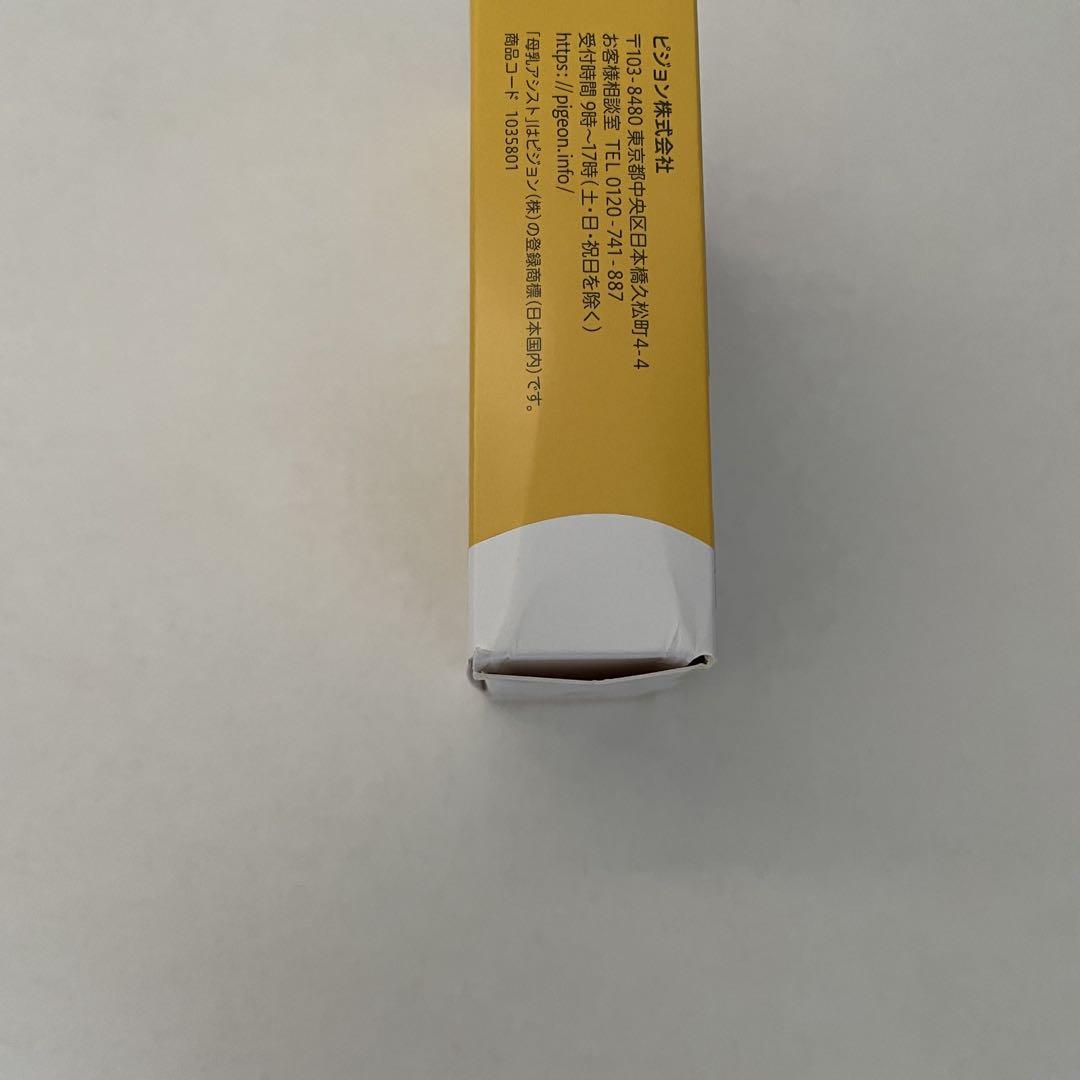 ピジョン株式会社
〒103-8480 東京都中央区日本橋久松町4-4
お客様相談室 TEL 0120-741-887
受付時間 9時〜17時(土・日・祝日を除く)
https://pigeon.info/
「母乳アシスト」はピジョン(株)の登録商標(日本国内)です。
商品コード 1035801